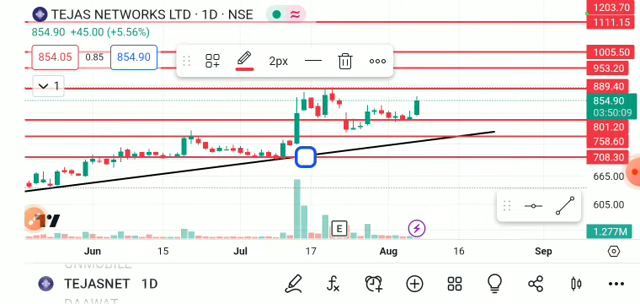 TEJAS NETWORKS LTD · 1D · NSE
1203.70
1111.15
854.90 +45.00 (+5.56%)
854.05 0.85 854.90
2px
1005.50
953.20
1
889.40
854.90
03:50:09
801.20
758.60
708.30
665.00
605.00
E
1.277M
Jun 15 Jul 17 Aug 16 Sep
TEJASNET 1D